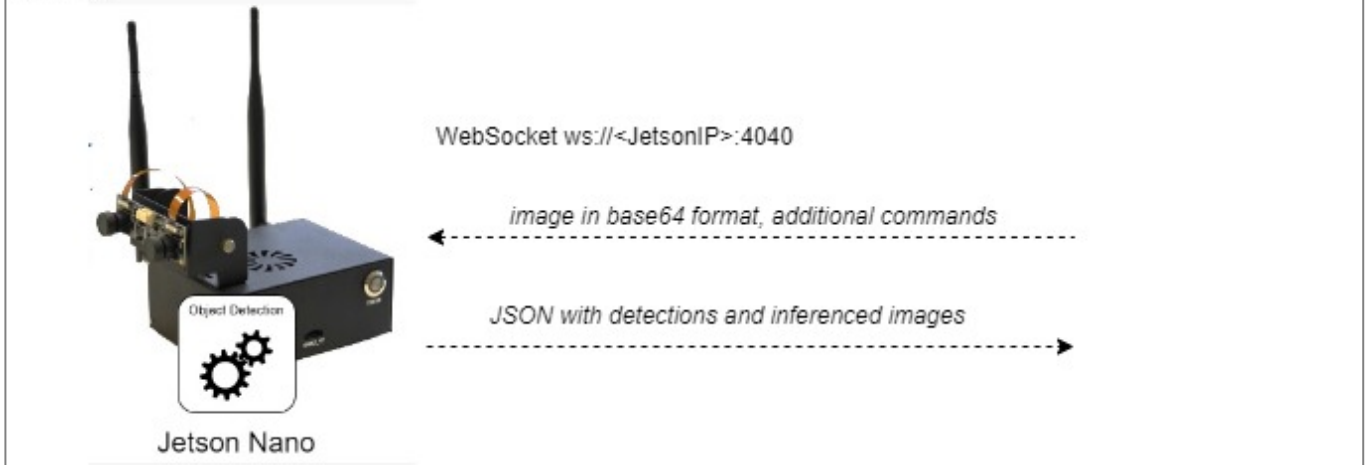 WebSocket ws://<JetsonIP>:4040
image in base64 format, additional commands
Object Detection
JSON with detections and inferenced images
Jetson Nano